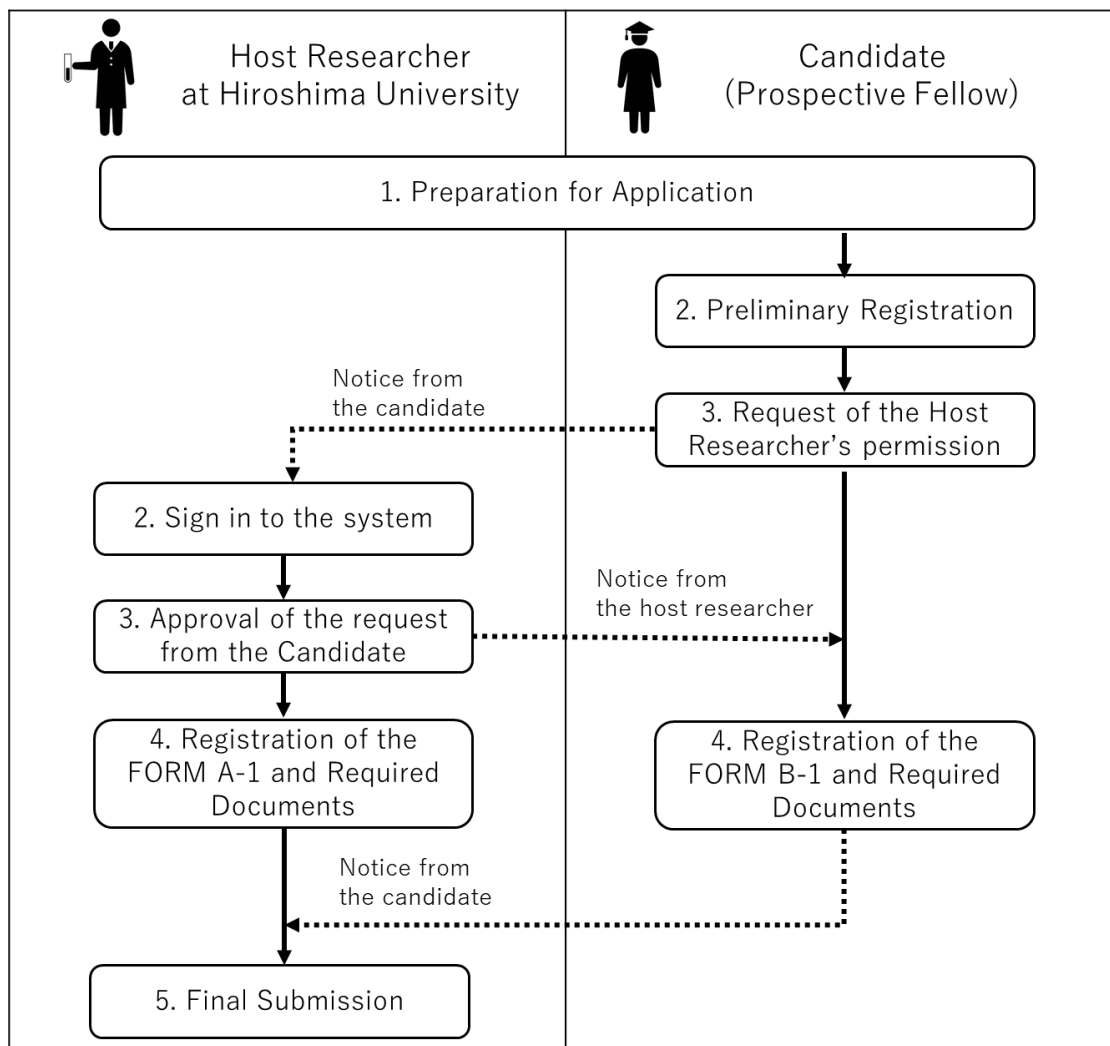 Host Researcher
at Hiroshima University
Candidate
(Prospective Fellow)
1. Preparation for Application
2. Preliminary Registration
Notice from
the candidate
3. Request of the Host
Researcher’s permission
2. Sign in to the system
Notice from
the host researcher
3. Approval of the request
from the Candidate
4. Registration of the
FORM A-1 and Required
Documents
4. Registration of the
FORM B-1 and Required
Documents
Notice from
the candidate
5. Final Submission